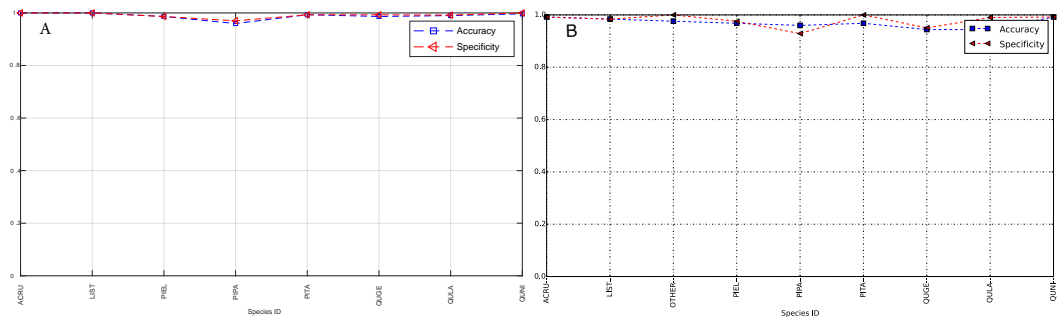 A
Accuracy
Specificity
1
0.8
0.6
0.4
0.2
0
ACRU
LIST
PIEL
PIPA
PITA
QUGE
QULA
QUNI
Species ID
B
Accuracy
Specificity
1.0
0.8
0.6
0.4
0.2
0.0
ACRU
LIST
OTHER
PIEL
PIPA
PITA
QUGE
QULA
QUNI
Species ID